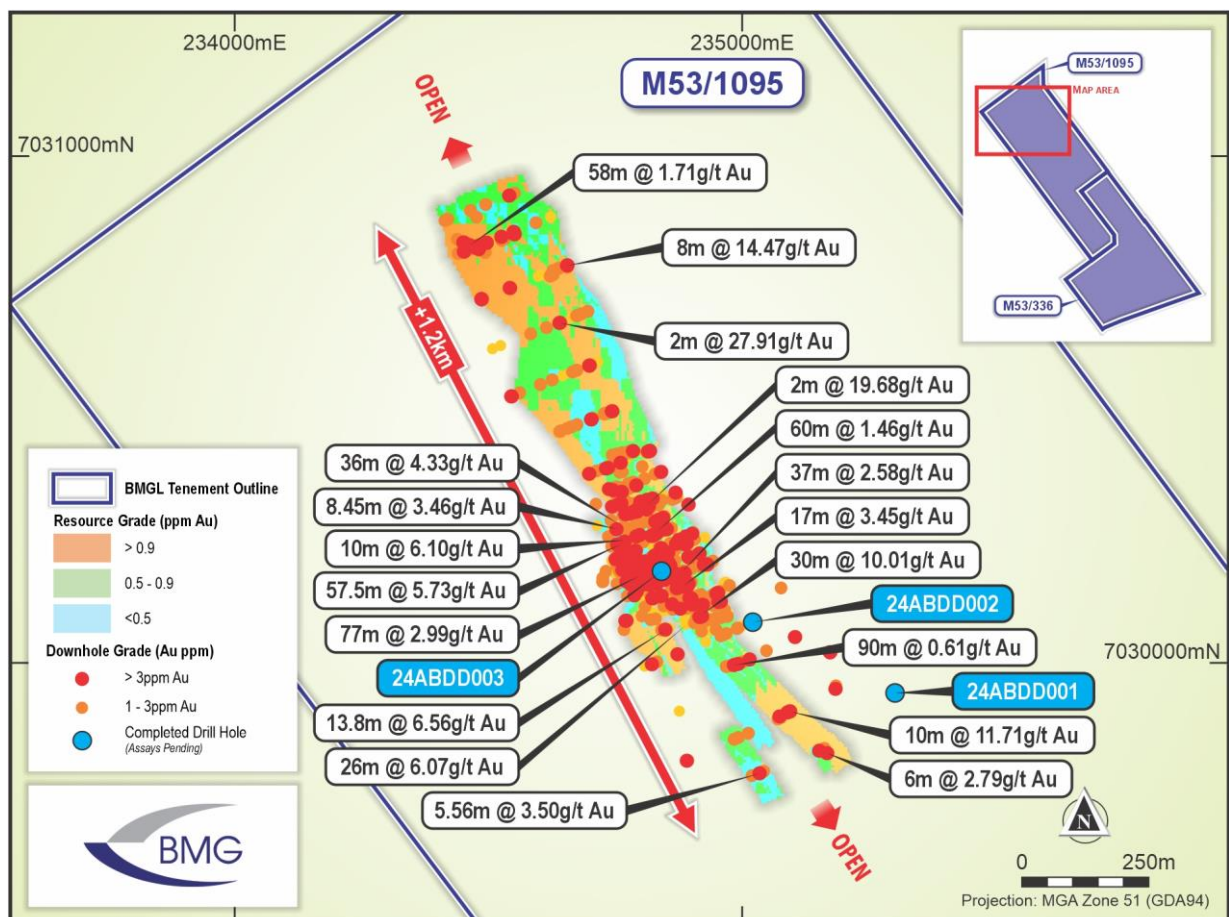 234000mE
235000mE
M53/1095
M53/1095
MAP AREA
M53/336
7031000mN
OPEN
+1.2km
58m @ 1.71g/t Au
8m @ 14.47g/t Au
2m @ 27.91g/t Au
2m @ 19.68g/t Au
60m @ 1.46g/t Au
37m @ 2.58g/t Au
17m @ 3.45g/t Au
30m @ 10.01g/t Au
24ABDD002
7030000mN
90m @ 0.61g/t Au
24ABDD001
10m @ 11.71g/t Au
6m @ 2.79g/t Au
36m @ 4.33g/t Au
8.45m @ 3.46g/t Au
10m @ 6.10g/t Au
57.5m @ 5.73g/t Au
77m @ 2.99g/t Au
24ABDD003
13.8m @ 6.56g/t Au
26m @ 6.07g/t Au
5.56m @ 3.50g/t Au
OPEN
BMGL Tenement Outline
Resource Grade (ppm Au)
> 0.9
0.5 - 0.9
<0.5
Downhole Grade (Au ppm)
> 3ppm Au
1 - 3ppm Au
Completed Drill Hole
(Assays Pending)
BMG
N
0 250m
Projection: MGA Zone 51 (GDA94)